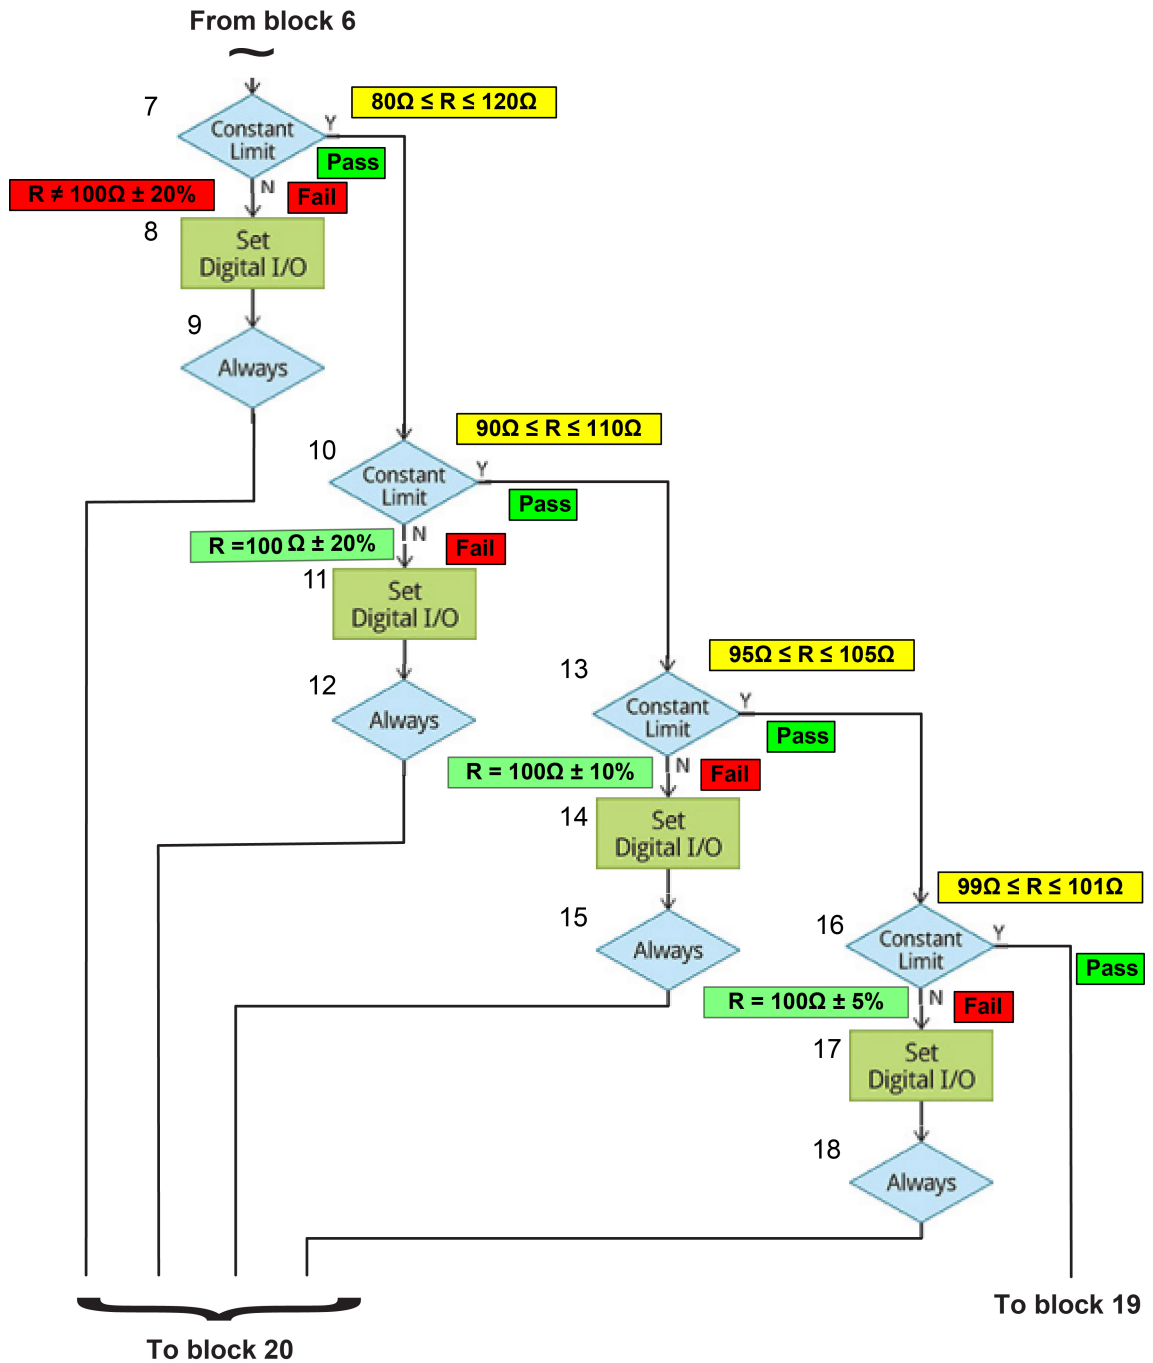 From block 6
7
80Ω ≤ R ≤ 120Ω
Constant
Limit
Y
Pass
R ≠ 100Ω ± 20%
N
Fail
8
Set
Digital I/O
9
Always
90Ω ≤ R ≤ 110Ω
10
Constant
Limit
Y
Pass
R =100 Ω ± 20%
N
Fail
11
Set
Digital I/O
12
Always
95Ω ≤ R ≤ 105Ω
13
Constant
Limit
Y
Pass
R = 100Ω ± 10%
N
Fail
14
Set
Digital I/O
15
Always
99Ω ≤ R ≤ 101Ω
16
Constant
Limit
Y
Pass
R = 100Ω ± 5%
N
Fail
17
Set
Digital I/O
18
Always
To block 19
To block 20